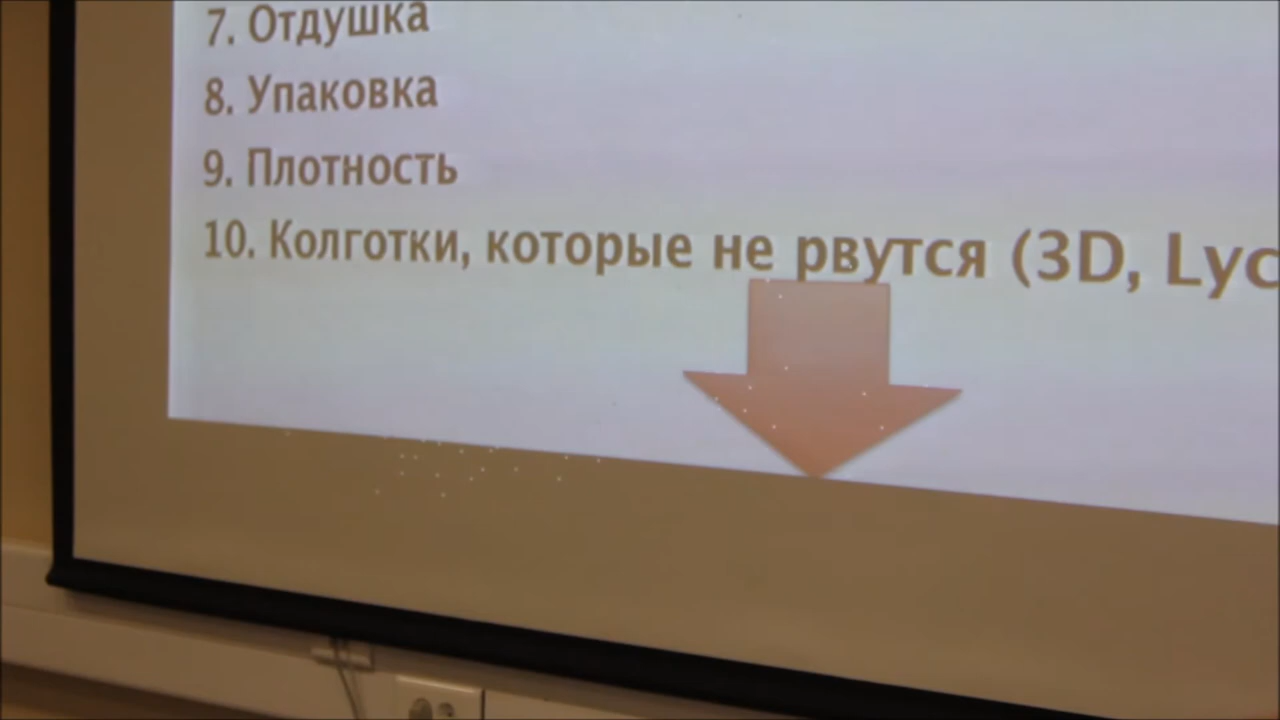 7. Отдушка
8. Упаковка
9. Плотность
10. Колготки, которые не рвутся (3D,